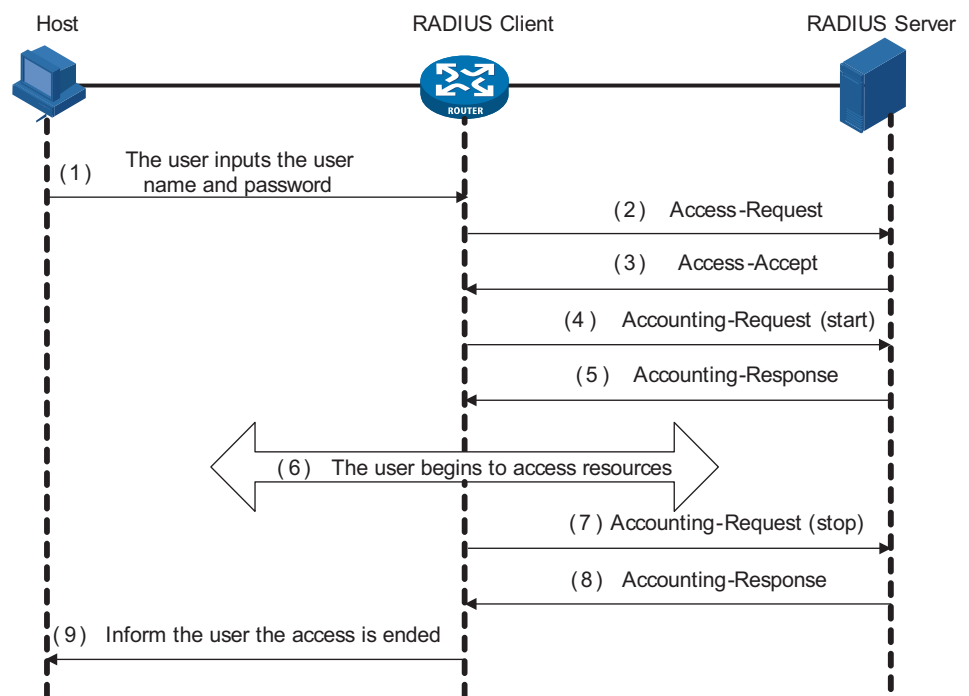 Host
RADIUS Client
RADIUS Server
ROUTER
(1) The user inputs the user
name and password
(2) Access-Request
(3) Access-Accept
(4) Accounting-Request (start)
(5) Accounting-Response
(6) The user begins to access resources
(7) Accounting-Request (stop)
(8) Accounting-Response
(9) Inform the user the access is ended